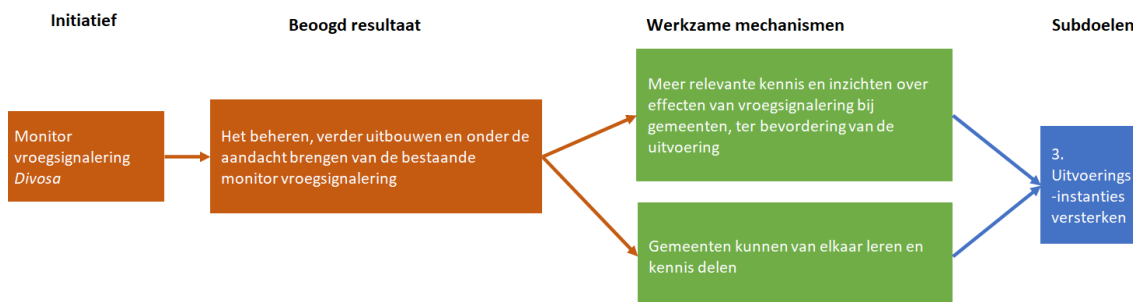 Initiatief
Beoogd resultaat
Werkzame mechanismen
Subdoelen
Monitor
vroegsignalering
Divosa
Het beheren, verder uitbouwen en onder de
aandacht brengen van de bestaande
monitor vroegsignalering
Meer relevante kennis en inzichten over
effecten van vroegsignalering bij
gemeenten, ter bevordering van de
uitvoering
Gemeenten kunnen van elkaar leren en
kennis delen
3.
Uitvoerings
-instanties
versterken